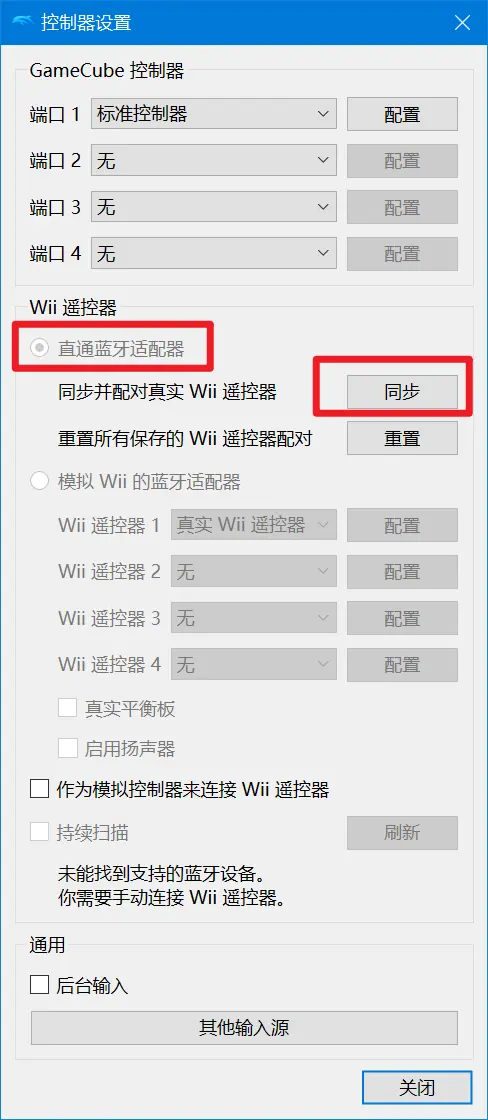 控制器设置
GameCube 控制器
端口 1 标准控制器 配置
端口 2 无 配置
端口 3 无 配置
端口 4 无 配置
Wii 遥控器
直通蓝牙适配器
同步并配对真实 Wii 遥控器 同步
重置所有保存的 Wii 遥控器配对 重置
模拟 Wii 的蓝牙适配器
Wii 遥控器 1 真实 Wii 遥控器 配置
Wii 遥控器 2 无 配置
Wii 遥控器 3 无 配置
Wii 遥控器 4 无 配置
真实平衡板
启用扬声器
作为模拟控制器来连接 Wii 遥控器
持续扫描 刷新
未能找到支持的蓝牙设备。
你需要手动连接 Wii 遥控器。
通用
后台输入
其他输入源
关闭